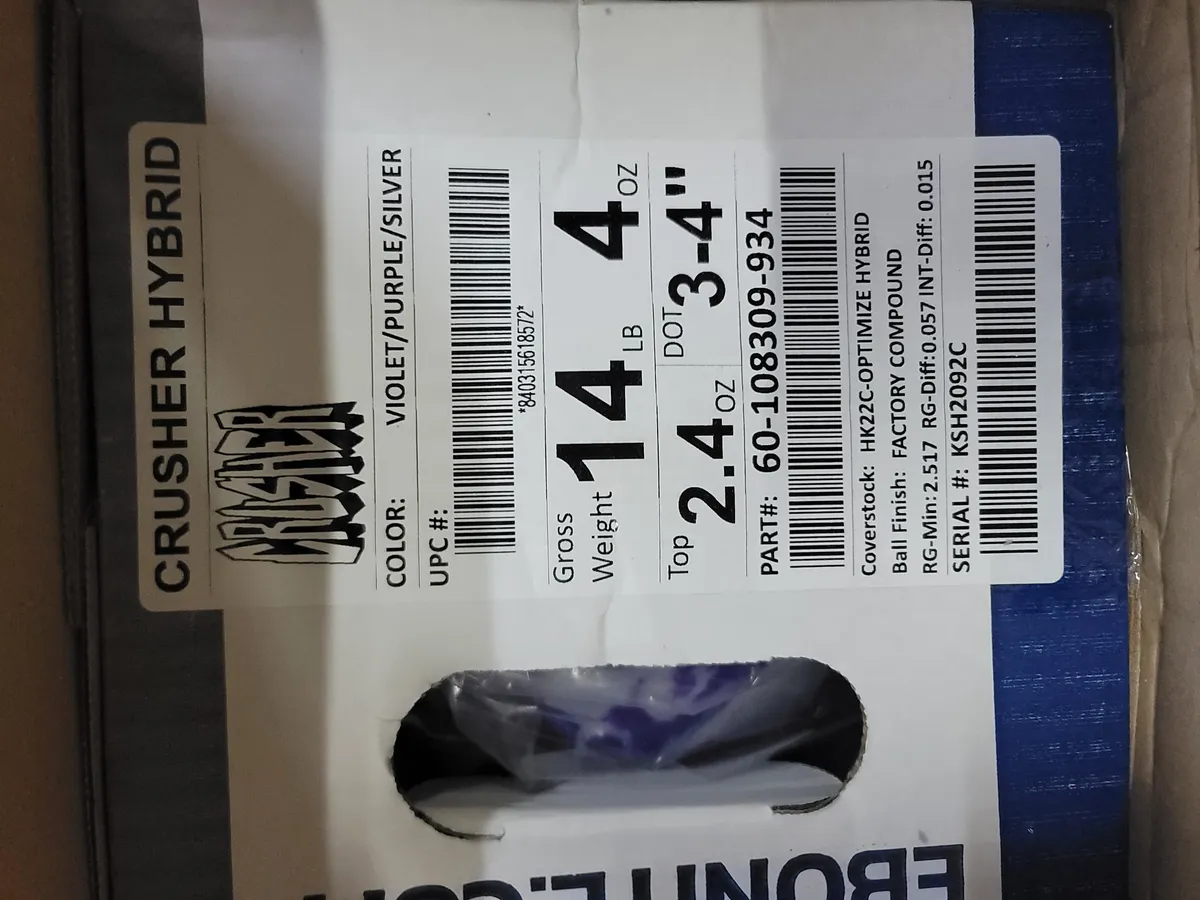 CRUSHER HYBRID
CRUSHER
COLOR: VIOLET/PURPLE/SILVER
UPC #:
*840315618572*
Gross Weight 14 LB 4 OZ
Top 2.4 OZ DOT 3-4"
PART#: 60-108309-934
Coverstock: HK22C-OPTIMIZE HYBRID
Ball Finish: FACTORY COMPOUND
RG-Min: 2.517 RG-Diff: 0.057 INT-Diff: 0.015
SERIAL #: KSH2092C
EBONITE.CO